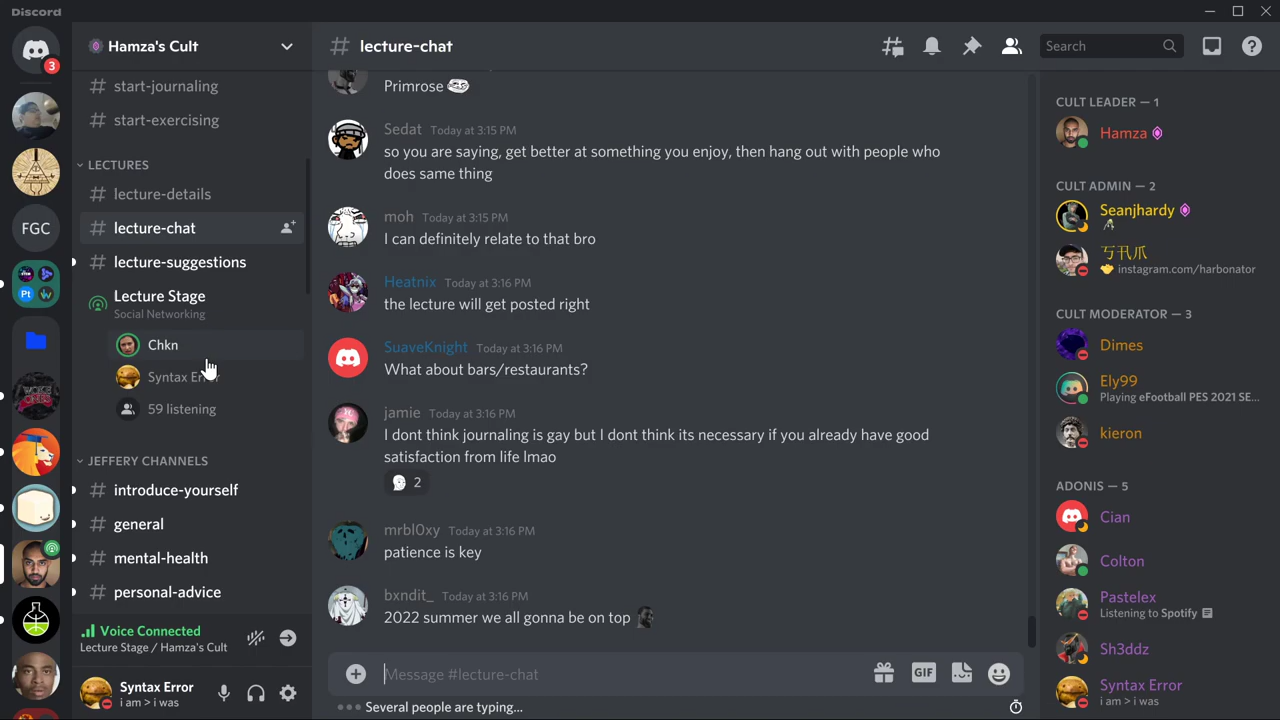 Discord
3
FGC
Hamza's Cult
start-journaling
start-exercising
LECTURES
lecture-details
lecture-chat
lecture-suggestions
Lecture Stage
Social Networking
Chkn
Syntax
59 listening
JEFFERY CHANNELS
introduce-yourself
general
mental-health
personal-advice
Voice Connected
Lecture Stage / Hamza's Cult
Syntax Error
i am > i was
# lecture-chat
Search
Primrose
Sedat Today at 3:15 PM
so you are saying, get better at something you enjoy, then hang out with people who
does same thing
moh Today at 3:15 PM
I can definitely relate to that bro
Heatnix Today at 3:16 PM
the lecture will get posted right
SuaveKnight Today at 3:16 PM
What about bars/restaurants?
jamie Today at 3:16 PM
I dont think journaling is gay but I dont think its necessary if you already have good
satisfaction from life lmao
2
mrbl0xy Today at 3:16 PM
patience is key
bxndit_ Today at 3:16 PM
2022 summer we all gonna be on top
Message #lecture-chat
GIF
Several people are typing...
CULT LEADER — 1
Hamza
CULT ADMIN — 2
Seanjhardy
instagram.com/harbonator
CULT MODERATOR — 3
Dimes
Ely99
Playing eFootball PES 2021 SE...
kieron
ADONIS — 5
Cian
Colton
Pastelex
Listening to Spotify
Sh3ddz
Syntax Error
i am > i was